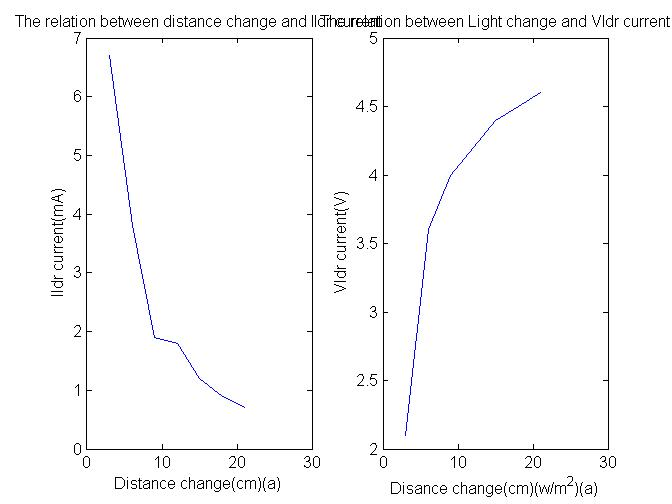 The relation between distance change and Ildr current
7
6
5
4
3
2
1
0
0 10 20 30
Ildr current(mA)
Distance change(cm)(a)
The relation between Light change and Vldr current
5
4.5
4
3.5
3
2.5
2
0 10 20 30
Vldr current(V)
Disance change(cm)(w/m²)(a)